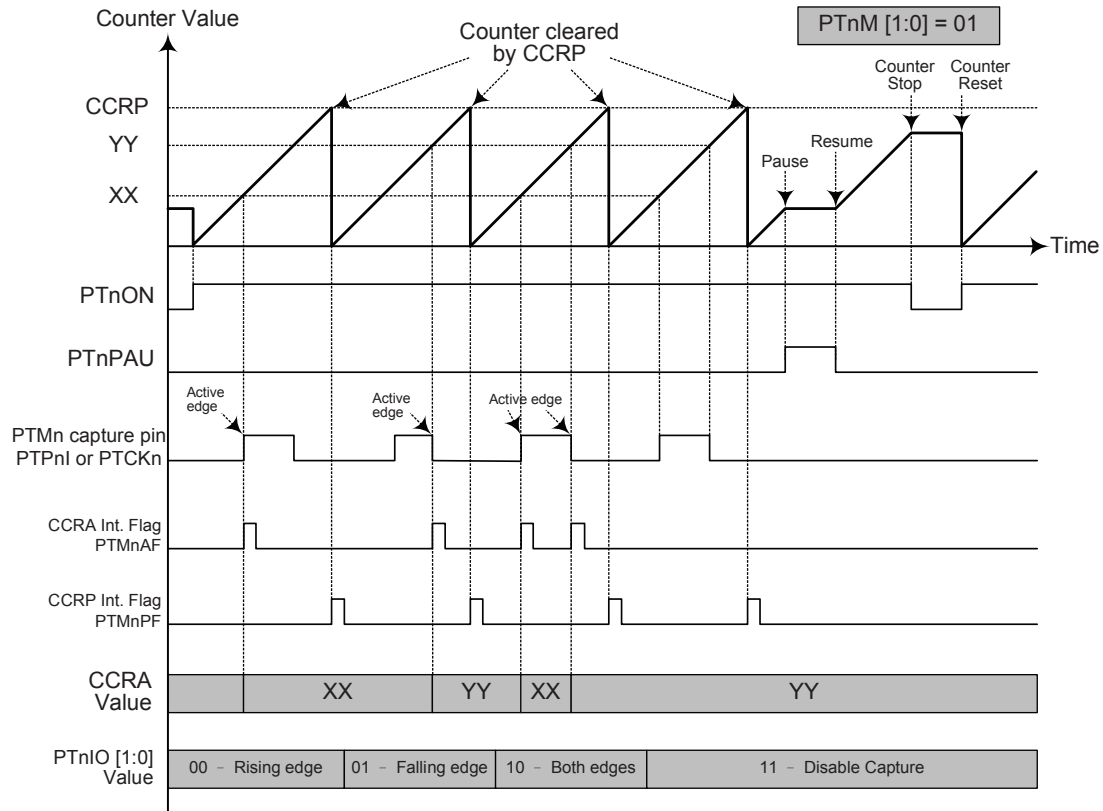 Counter Value
Counter cleared
by CCRP
PTnM [1:0] = 01
Counter
Stop
Counter
Reset
CCRP
YY
XX
Pause
Resume
Time
PTnON
PTnPAU
Active
edge
Active
edge
Active edge
PTMn capture pin
PTPnI or PTCKn
CCRA Int. Flag
PTMnAF
CCRP Int. Flag
PTMnPF
CCRA
Value
XX
YY
XX
YY
PTnIO [1:0]
Value
00 - Rising edge
01 - Falling edge
10 - Both edges
11 - Disable Capture